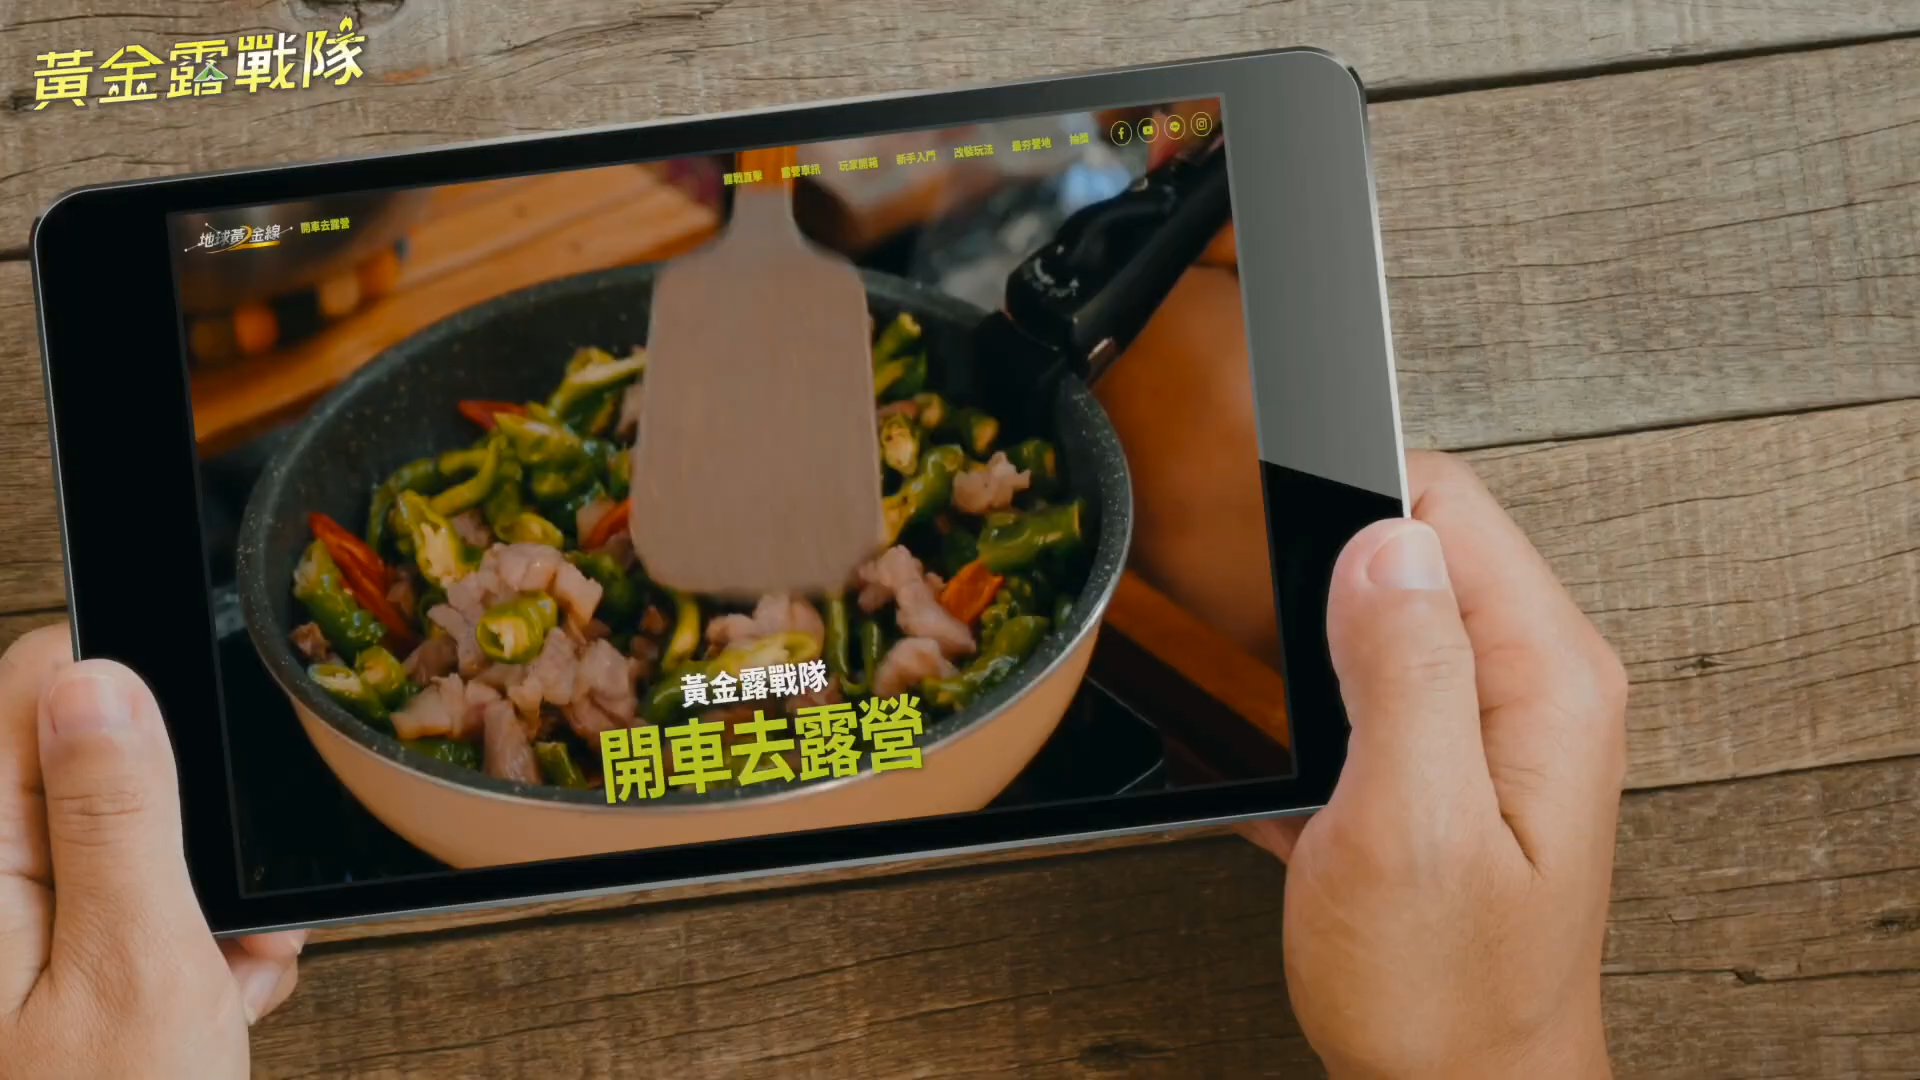 黃金露戰隊
露戰直擊 露營車訊 玩家開箱 新手入門 改裝玩法 最夯營地 抽獎
地球黃金線 開車去露營
黃金露戰隊
開車去露營